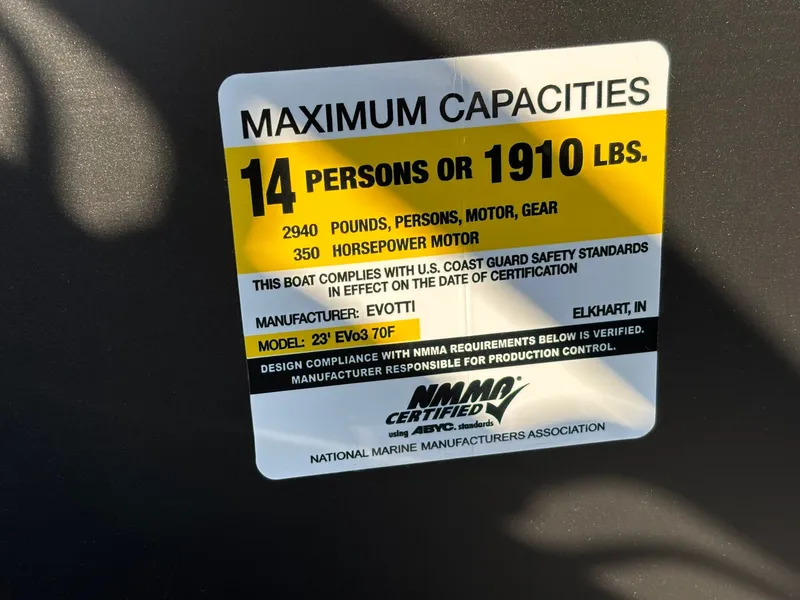 MAXIMUM CAPACITIES
14 PERSONS OR 1910 LBS.
2940 POUNDS, PERSONS, MOTOR, GEAR
350 HORSEPOWER MOTOR
THIS BOAT COMPLIES WITH U.S. COAST GUARD SAFETY STANDARDS
IN EFFECT ON THE DATE OF CERTIFICATION
MANUFACTURER: EVOTTI ELKHART, IN
MODEL: 23' EVo3 70F
DESIGN COMPLIANCE WITH NMMA REQUIREMENTS BELOW IS VERIFIED.
MANUFACTURER RESPONSIBLE FOR PRODUCTION CONTROL.
NMMA®
CERTIFIED
using ABYC. standards
NATIONAL MARINE MANUFACTURERS ASSOCIATION